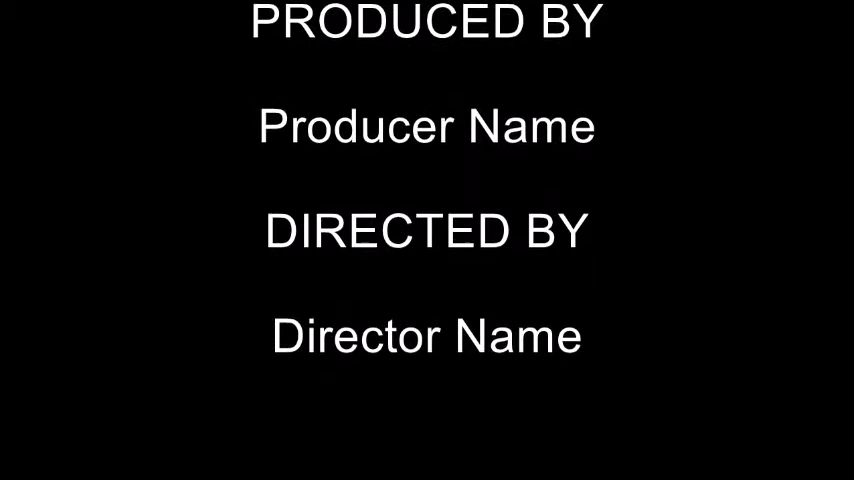 PRODUCED BY
Producer Name
DIRECTED BY
Director Name